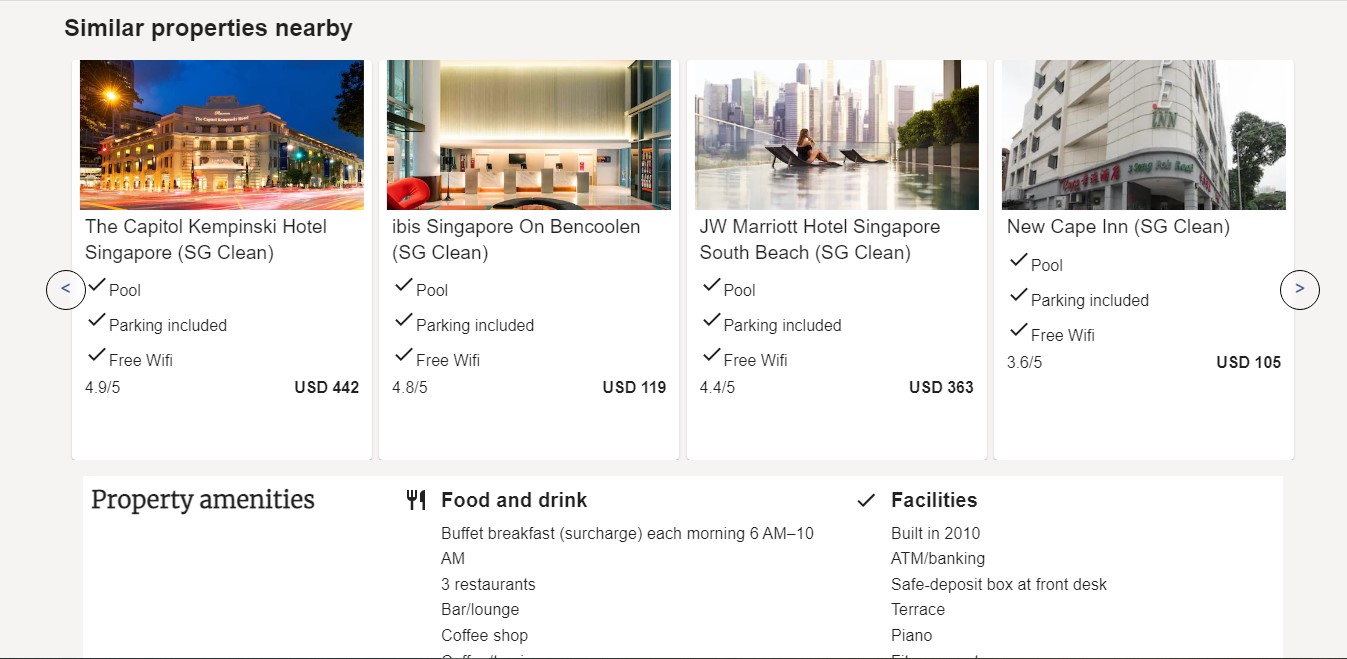 Similar properties nearby
The Capitol Kempinski Hotel
Singapore (SG Clean)
Pool
Parking included
Free Wifi
4.9/5 USD 442
ibis Singapore On Bencoolen
(SG Clean)
Pool
Parking included
Free Wifi
4.8/5 USD 119
JW Marriott Hotel Singapore
South Beach (SG Clean)
Pool
Parking included
Free Wifi
4.4/5 USD 363
INN
New Cape Inn (SG Clean)
Pool
Parking included
Free Wifi
3.6/5 USD 105
<
>
Property amenities
Food and drink
Buffet breakfast (surcharge) each morning 6 AM–10
AM
3 restaurants
Bar/lounge
Coffee shop
Facilities
Built in 2010
ATM/banking
Safe-deposit box at front desk
Terrace
Piano